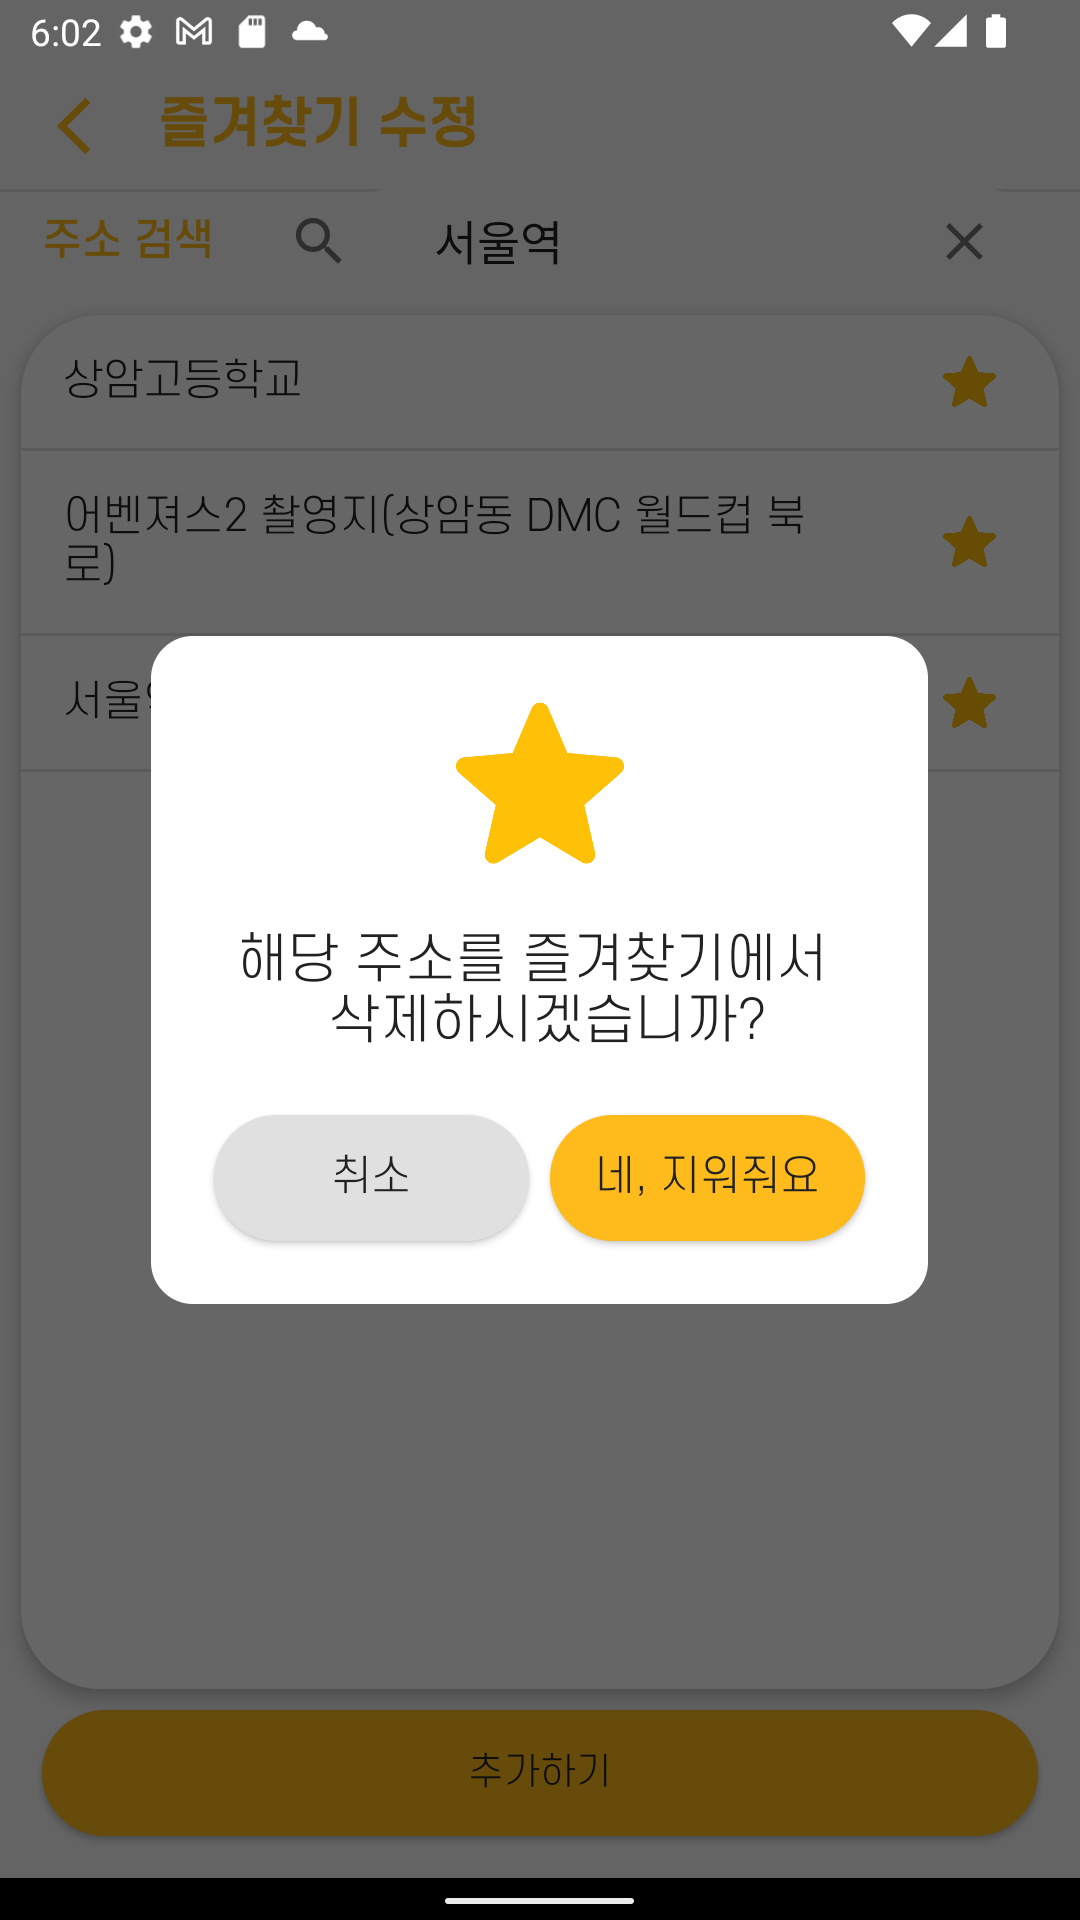 6:02
즐겨찾기 수정
주소 검색
서울역
상암고등학교
어벤져스2 촬영지(상암동 DMC 월드컵 북
로)
서울
해당 주소를 즐겨찾기에서
삭제하시겠습니까?
취소
네, 지워줘요
추가하기